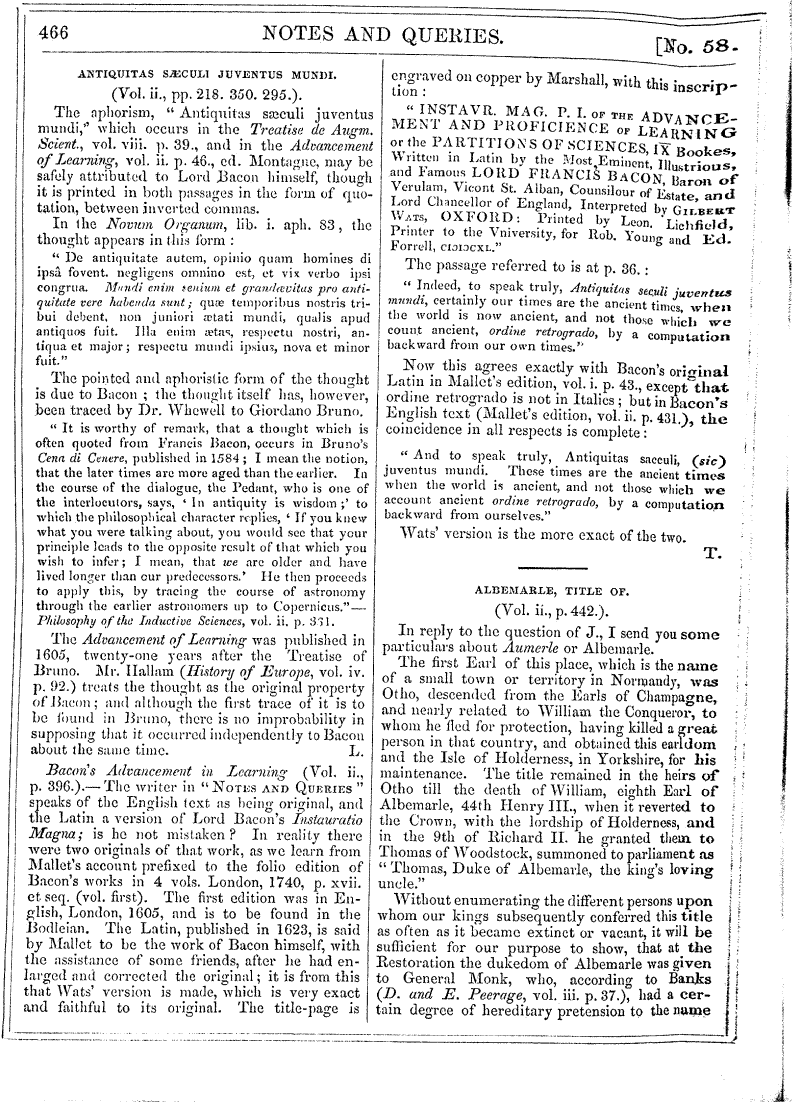 466
NOTES AND QUERIES.
[No. 58.
ANTIQUITAS SÆCULI JUVENTUS MUNDI.
(Vol. ii., pp. 218. 350. 295.).
The aphorism, "Antiquitas sæculi juventus
mundi," which occurs in the Treatise de Augm.
Scient., vol. viii. p. 39., and in the Advancement
of Learning, vol. ii. p. 46., ed. Montague, may be
safely attributed to Lord Bacon himself, though
it is printed in both passages in the form of quo-
tation, between inverted commas.
In the Novum Organum, lib. i. aph. 83, the
thought appears in this form:
"De antiquitate autem, opinio quam homines di
ipsâ fovent. negligens omnino est, et vix verbo ipsi
congrua. Mundi enim senium et grandævitas pro anti-
quitate vere habenda sunt; quæ temporibus nostris tri-
bui debent, non juniori ætati mundi, qualis apud
antiquos fuit. Illa enim ætas, respectu nostri, an-
tiqua et major; respectu mundi ipsius, nova et minor
fuit."
The pointed and aphoristic form of the thought
is due to Bacon; the thought itself has, however,
been traced by Dr. Whewell to Giordano Bruno.
"It is worthy of remark, that a thought which is
often quoted from Francis Bacon, occurs in Bruno's
Cena di Cenere, published in 1584; I mean the notion,
that the later times are more aged than the earlier. In
the course of the dialogue, the Pedant, who is one of
the interlocutors, says, 'In antiquity is wisdom;' to
which the philosophical character replies, 'If you knew
what you were talking about, you would see that your
principle leads to the opposite result of that which you
wish to infer; I mean, that we are older and have
lived longer than our predecessors.' He then proceeds
to apply this, by tracing the course of astronomy
through the earlier astronomers up to Copernicus."—
Philosophy of the Inductive Sciences, vol. ii. p. 361.
The Advancement of Learning was published in
1605, twenty-one years after the Treatise of
Bruno. Mr. Hallam (History of Europe, vol. iv.
p. 92.) treats the thought as the original property
of Bacon; and although the first trace of it is to
be found in Bruno, there is no improbability in
supposing that it occurred independently to Bacon
about the same time. L.
Bacon's Advancement in Learning (Vol. ii.,
p. 396.).—The writer in "NOTES AND QUERIES"
speaks of the English text as being original, and
the Latin a version of Lord Bacon's Instauratio
Magna; is he not mistaken? In reality there
were two originals of that work, as we learn from
Mallet's account prefixed to the folio edition of
Bacon's works in 4 vols. London, 1740, p. xvii.
et seq. (vol. first). The first edition was in En-
glish, London, 1605, and is to be found in the
Bodleian. The Latin, published in 1623, is said
by Mallet to be the work of Bacon himself, with
the assistance of some friends, after he had en-
larged and corrected the original; it is from this
that Wats' version is made, which is very exact
and faithful to its original. The title-page is
engraved on copper by Marshall, with this inscrip-
tion:
"INSTAVR. MAG. P. I. OF THE ADVANCE-
MENT AND PROFICIENCE OF LEARNING
or the PARTITIONS OF SCIENCES, IX Bookes,
Written in Latin by the Most Eminent, Illustrious,
and Famous LORD FRANCIS BACON, Baron of
Verulam, Vicont St. Alban, Counsilour of Estate, and
Lord Chancellor of England, Interpreted by GILBERT
WATS, OXFORD: Printed by Leon. Lichfield,
Printer to the Vniversity, for Rob. Young and Ed.
Forrell, CIƆIƆCXL."
The passage referred to is at p. 36.:
"Indeed, to speak truly, Antiquitas seculi juventus
mundi, certainly our times are the ancient times, when
the world is now ancient, and not those which we
count ancient, ordine retrogrado, by a computation
backward from our own times."
Now this agrees exactly with Bacon's original
Latin in Mallet's edition, vol. i. p. 43., except that
ordine retrogrado is not in Italics; but in Bacon's
English text (Mallet's edition, vol. ii. p. 431.), the
coincidence in all respects is complete:
"And to speak truly, Antiquitas sæculi, (sic)
juventus mundi. These times are the ancient times
when the world is ancient, and not those which we
account ancient ordine retrogrado, by a computation
backward from ourselves."
Wats' version is the more exact of the two.
T.
ALBEMARLE, TITLE OF.
(Vol. ii., p. 442.).
In reply to the question of J., I send you some
particulars about Aumerle or Albemarle.
The first Earl of this place, which is the name
of a small town or territory in Normandy, was
Otho, descended from the Earls of Champagne,
and nearly related to William the Conqueror, to
whom he fled for protection, having killed a great
person in that country, and obtained this earldom
and the Isle of Holderness, in Yorkshire, for his
maintenance. The title remained in the heirs of
Otho till the death of William, eighth Earl of
Albemarle, 44th Henry III., when it reverted to
the Crown, with the lordship of Holderness, and
in the 9th of Richard II. he granted them to
Thomas of Woodstock, summoned to parliament as
"Thomas, Duke of Albemarle, the king's loving
uncle."
Without enumerating the different persons upon
whom our kings subsequently conferred this title
as often as it became extinct or vacant, it will be
sufficient for our purpose to show, that at the
Restoration the dukedom of Albemarle was given
to General Monk, who, according to Banks
(D. and E. Peerage, vol. iii. p. 37.), had a cer-
tain degree of hereditary pretension to the name